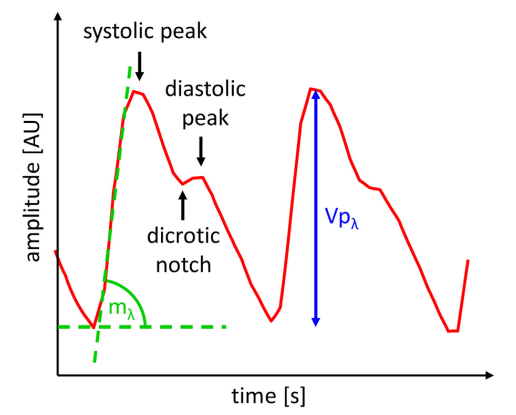 systolic peak
diastolic
peak
amplitude [AU]
Vpλ
dicrotic
notch
mλ
time [s]